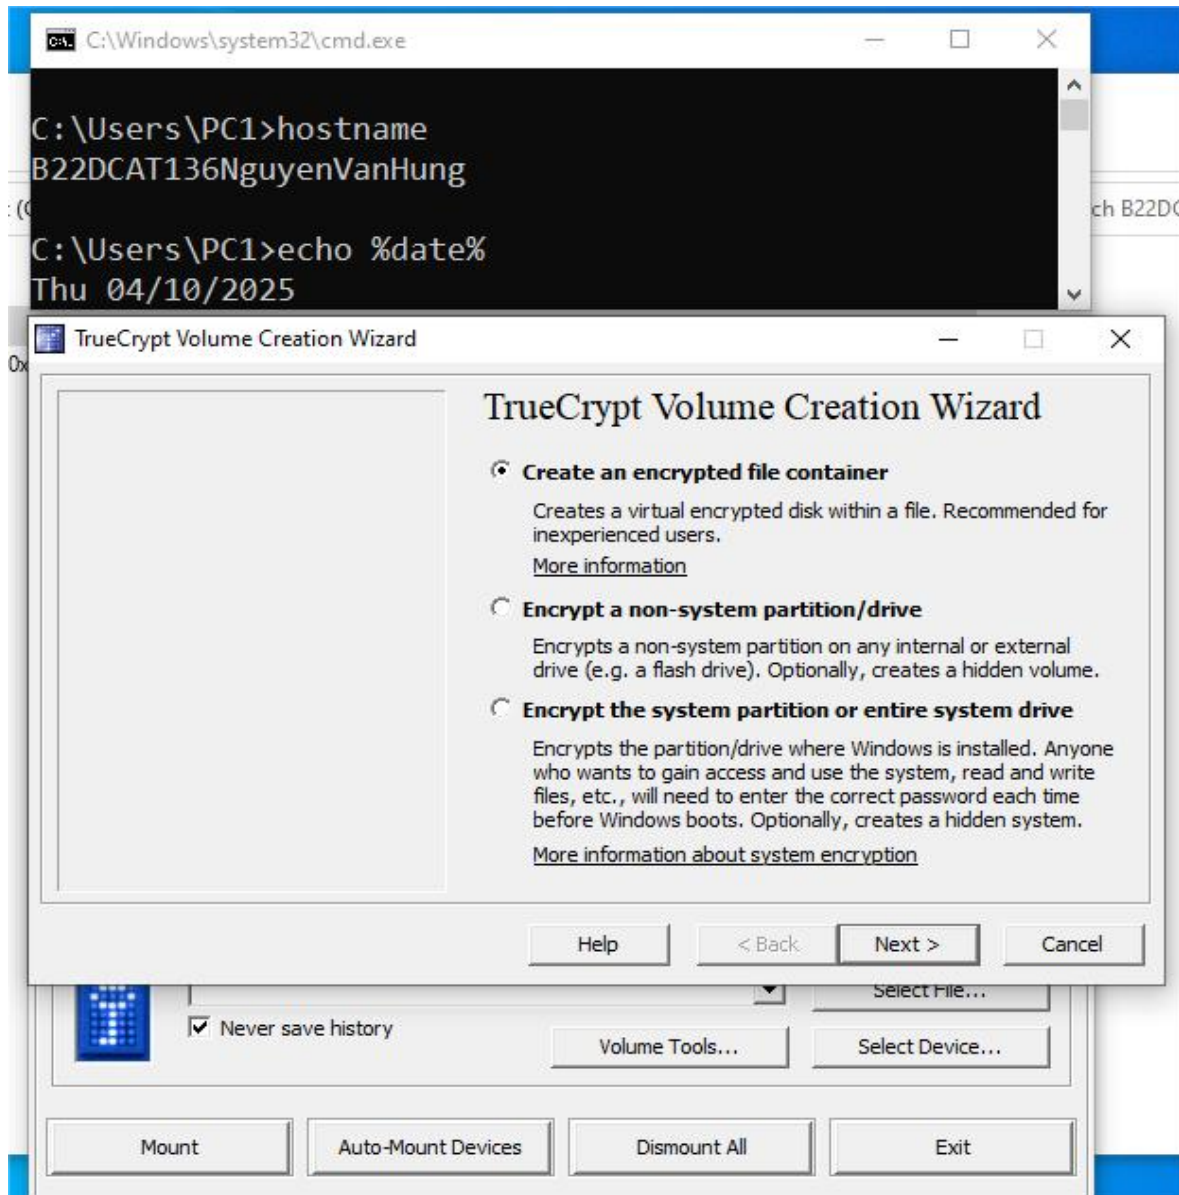 C:\Windows\system32\cmd.exe
C:\Users\PC1>hostname
B22DCAT136NguyenVanHung
: (C
ch B22DC
C:\Users\PC1>echo %date%
Thu 04/10/2025
TrueCrypt Volume Creation Wizard
0x
TrueCrypt Volume Creation Wizard
Create an encrypted file container
Creates a virtual encrypted disk within a file. Recommended for
inexperienced users.
More information
Encrypt a non-system partition/drive
Encrypts a non-system partition on any internal or external
drive (e.g. a flash drive). Optionally, creates a hidden volume.
Encrypt the system partition or entire system drive
Encrypts the partition/drive where Windows is installed. Anyone
who wants to gain access and use the system, read and write
files, etc., will need to enter the correct password each time
before Windows boots. Optionally, creates a hidden system.
More information about system encryption
Help < Back Next > Cancel
Select File...
Never save history
Volume Tools... Select Device...
Mount Auto-Mount Devices Dismount All Exit